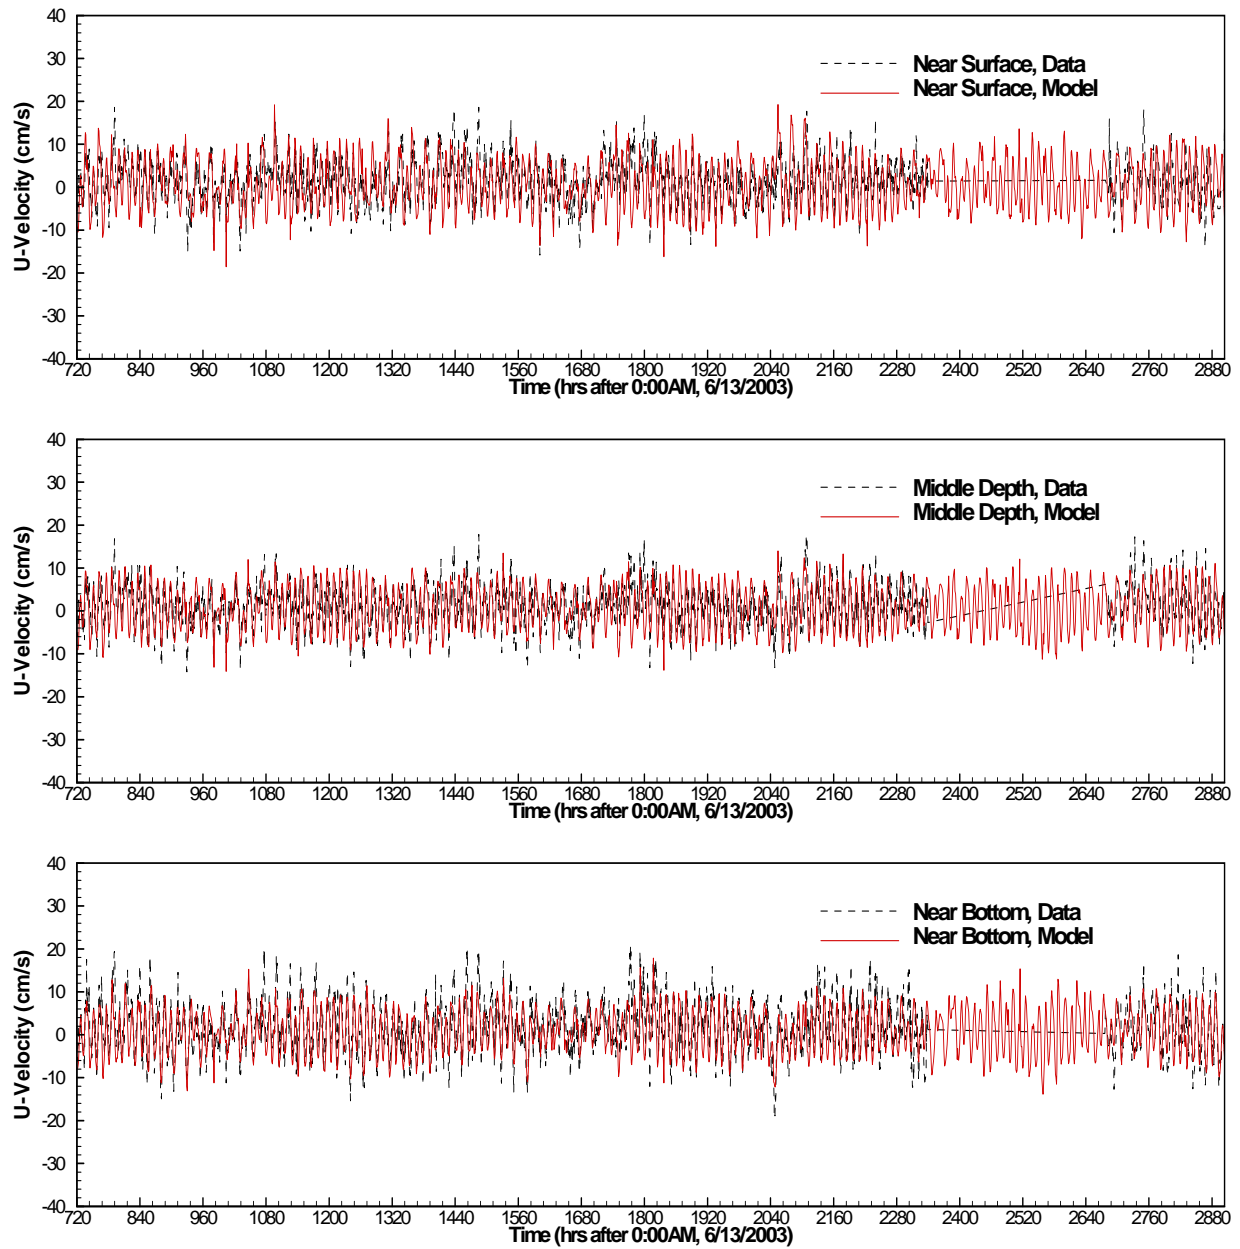 40
30
20
10
0
-10
-20
-30
-40
U-Velocity (cm/s)
Near Surface, Data
Near Surface, Model
720 840 960 1080 1200 1320 1440 1560 1680 1800 1920 2040 2160 2280 2400 2520 2640 2760 2880
Time (hrs after 0:00AM, 6/13/2003)
40
30
20
10
0
-10
-20
-30
-40
U-Velocity (cm/s)
Middle Depth, Data
Middle Depth, Model
720 840 960 1080 1200 1320 1440 1560 1680 1800 1920 2040 2160 2280 2400 2520 2640 2760 2880
Time (hrs after 0:00AM, 6/13/2003)
40
30
20
10
0
-10
-20
-30
-40
U-Velocity (cm/s)
Near Bottom, Data
Near Bottom, Model
720 840 960 1080 1200 1320 1440 1560 1680 1800 1920 2040 2160 2280 2400 2520 2640 2760 2880
Time (hrs after 0:00AM, 6/13/2003)